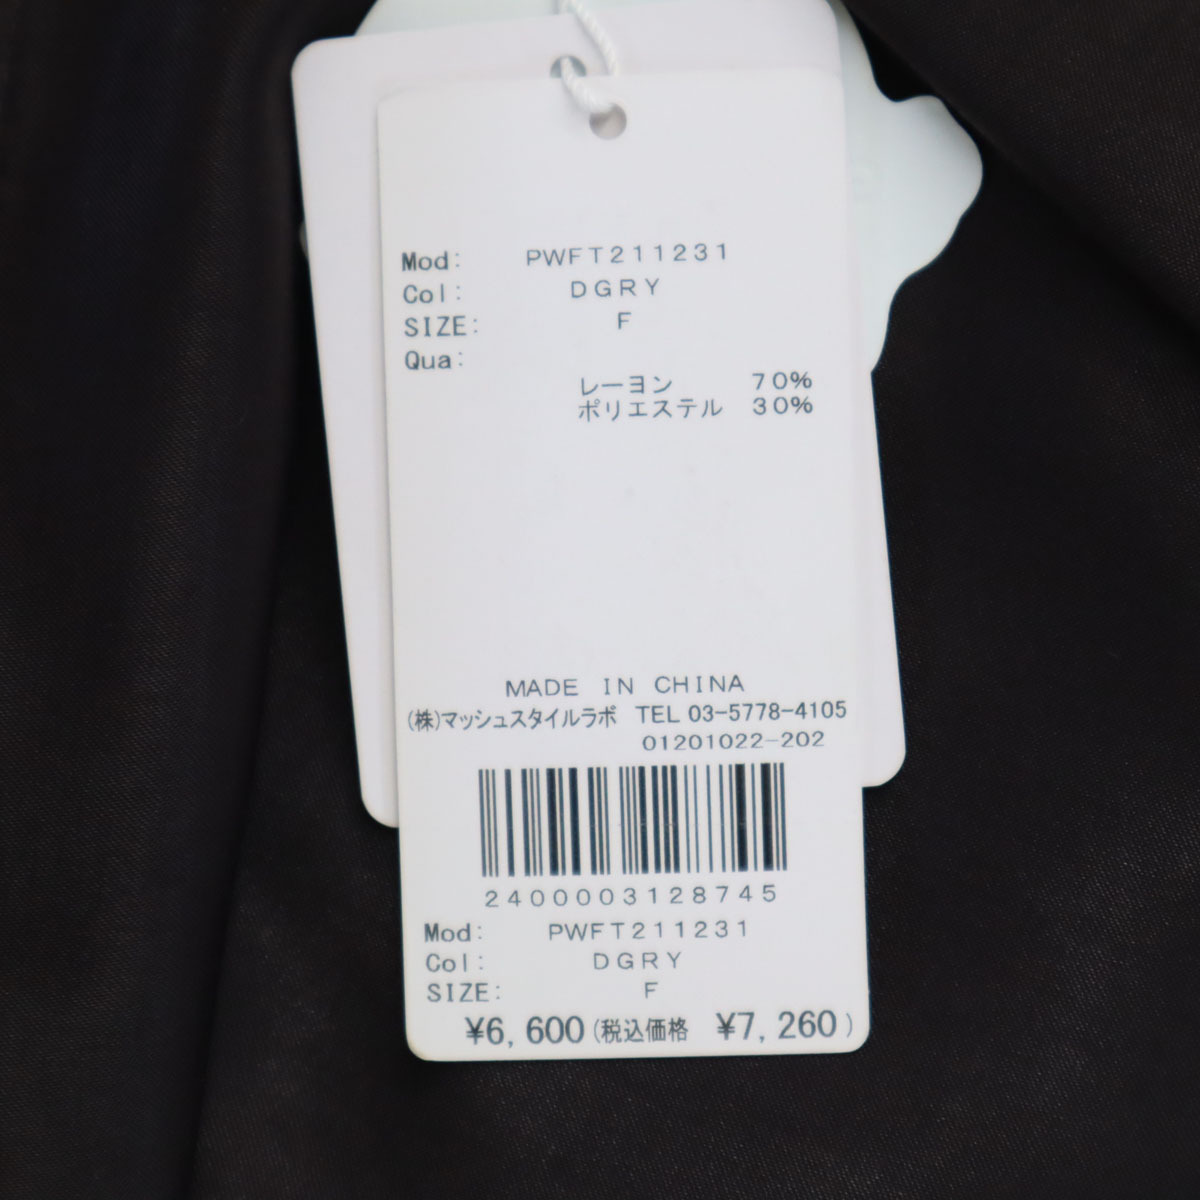 Mod: PWFT211231
Col: DGRY
SIZE: F
Qua:
レーヨン 70%
ポリエステル 30%
MADE IN CHINA
(株)マッシュスタイルラボ TEL 03-5778-4105
01201022-202
2400003128745
Mod: PWFT211231
Col: DGRY
SIZE: F
¥6,600(税込価格 ¥7,260)